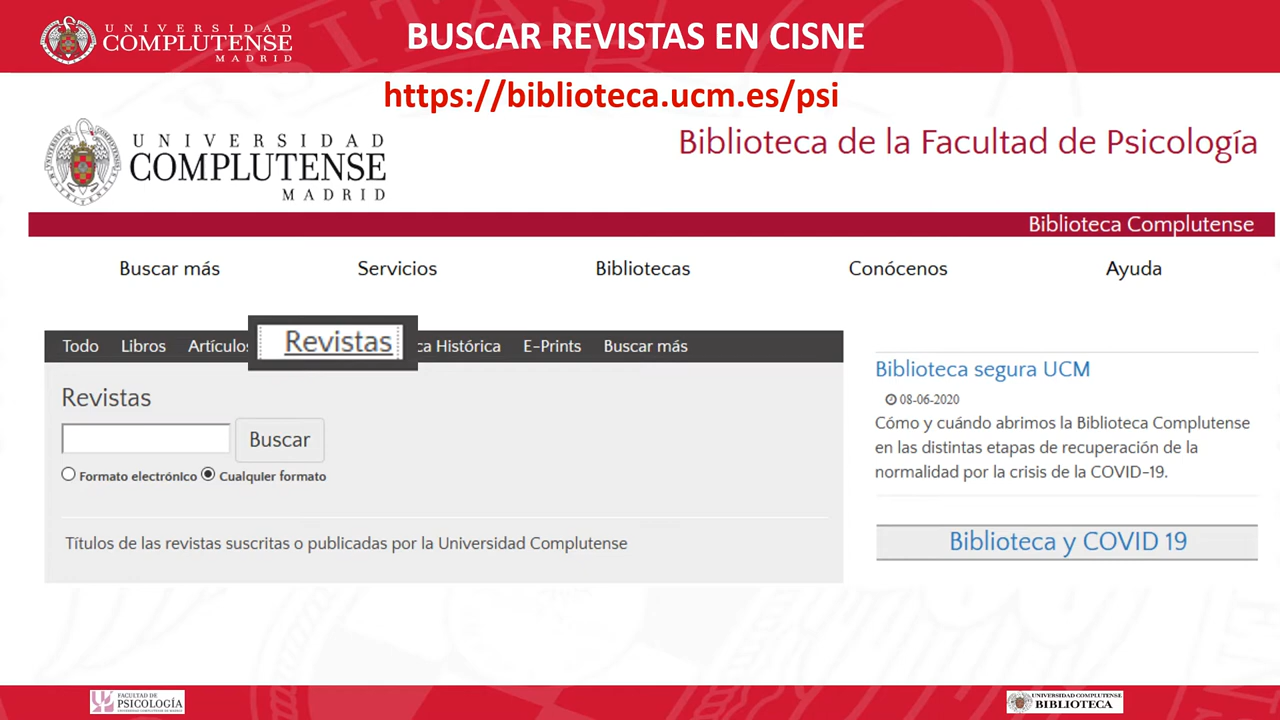 UNIVERSIDAD
COMPLUTENSE
MADRID
BUSCAR REVISTAS EN CISNE
https://biblioteca.ucm.es/psi
UNIVERSIDAD
COMPLUTENSE
MADRID
Biblioteca de la Facultad de Psicología
Biblioteca Complutense
Buscar más Servicios Bibliotecas Conócenos Ayuda
Todo Libros Artículos Revistas ca Histórica E-Prints Buscar más
Revistas
Buscar
Formato electrónico Cualquier formato
Títulos de las revistas suscritas o publicadas por la Universidad Complutense
Biblioteca segura UCM
08-06-2020
Cómo y cuándo abrimos la Biblioteca Complutense
en las distintas etapas de recuperación de la
normalidad por la crisis de la COVID-19.
Biblioteca y COVID 19
FACULTAD DE
PSICOLOGÍA
UNIVERSIDAD COMPLUTENSE DE MADRID
UNIVERSIDAD COMPLUTENSE
BIBLIOTECA